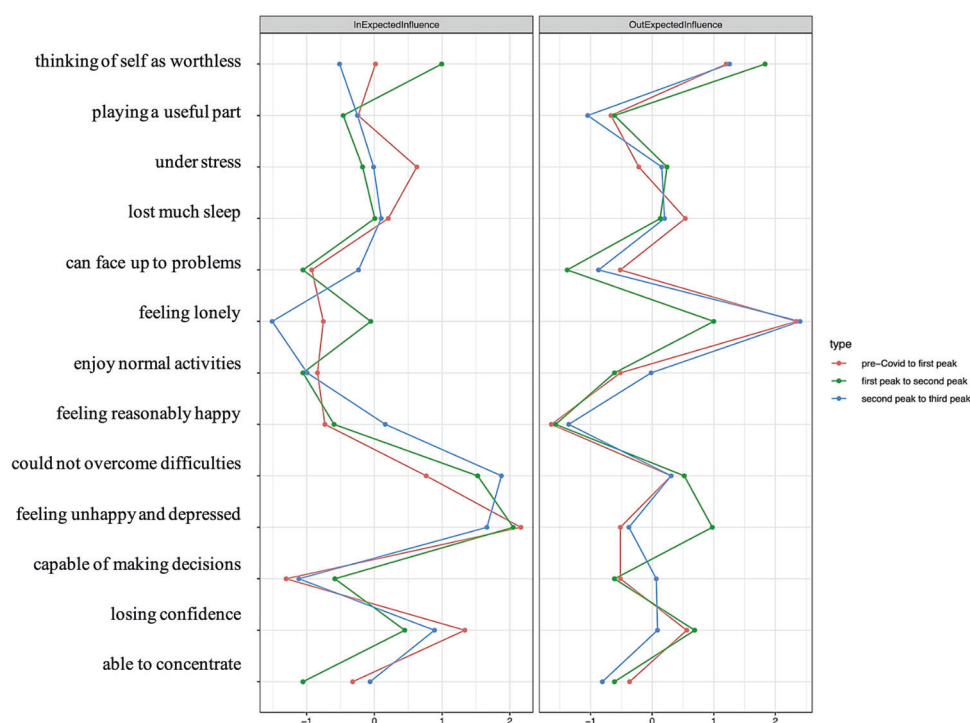 InExpectedInfluence
OutExpectedInfluence
thinking of self as worthless
playing a useful part
under stress
lost much sleep
can face up to problems
feeling lonely
enjoy normal activities
feeling reasonably happy
could not overcome difficulties
feeling unhappy and depressed
capable of making decisions
losing confidence
able to concentrate
type
pre-Covid to first peak
first peak to second peak
second peak to third peak
−1 0 1 2 −1 0 1 2